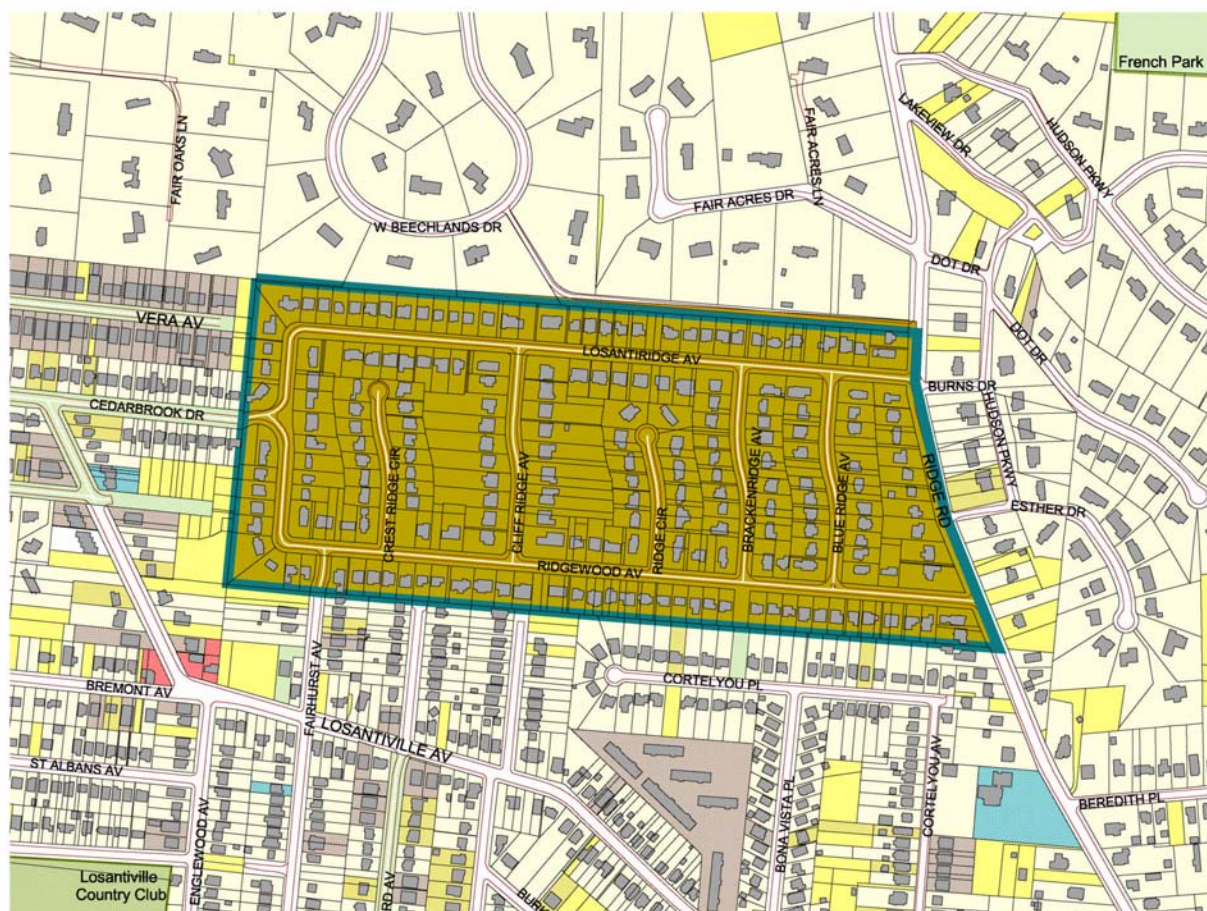 French Park
FAIR OAKS LN
FAIR ACRES LN
LAKEVIEW DR
HUDSON PKWY
FAIR ACRES DR
W BEECHLANDS DR
DOT DR
VERA AV
DOT DR
LOSANTIRIDGE AV
BURNS DR
HUDSON PKWY
CEDARBROOK DR
CREST RIDGE CIR
CLIFF RIDGE AV
RIDGE CIR
BRACKENRIDGE AV
BLUE RIDGE AV
RIDGE RD
ESTHER DR
RIDGEWOOD AV
CORTELYOU PL
BREMONT AV
FAIRHURST AV
LOSANTIVILLE AV
ST ALBANS AV
ENGLEWOOD AV
BONA VISTA PL
CORTELYOU AV
BEREDITH PL
Losantiville
Country Club
RD AV
BURK